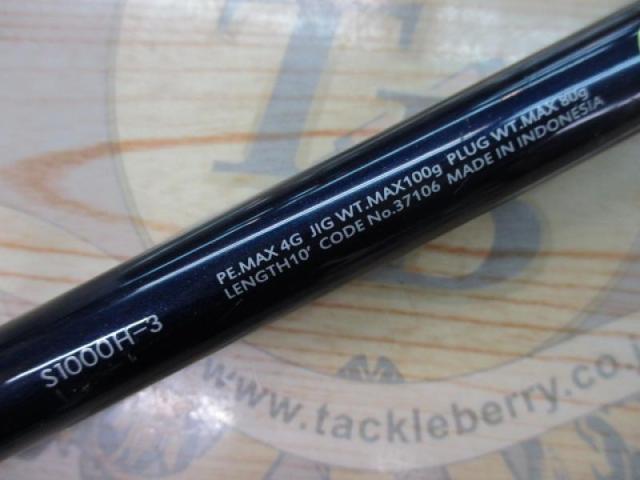 TB
PE.MAX 4G JIG WT.MAX100g PLUG WT.MAX 80g
LENGTH10' CODE No.37106 MADE IN INDONESIA
S1000H-3
www.tackleberry.co.j